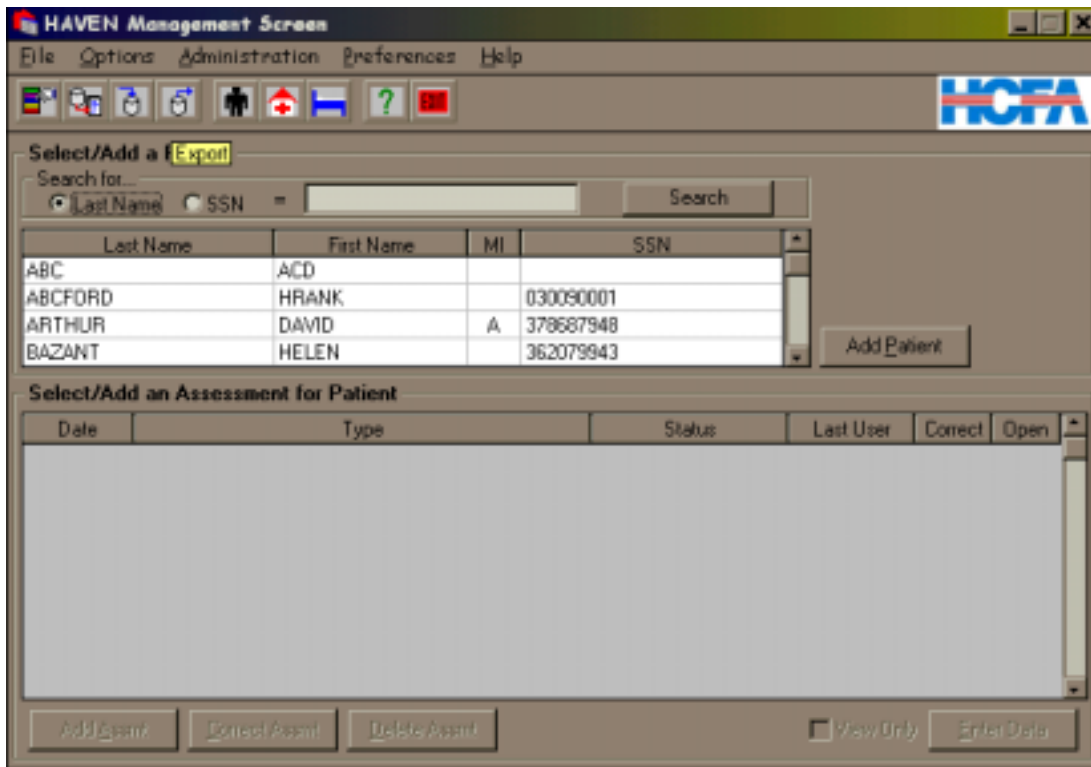 HAVEN Management Screen
File Options Administration Preferences Help
? EXIT HCFA
Select/Add a P Export
Search for...
Last Name SSN = Search
Last Name First Name MI SSN
ABC ACD
ABCFORD HRANK 030090001
ARTHUR DAVID A 378687948
BAZANT HELEN 362079943
Add Patient
Select/Add an Assessment for Patient
Date Type Status Last User Correct Open
Add Assmt Correct Assmt Delete Assmt View Only Enter Data